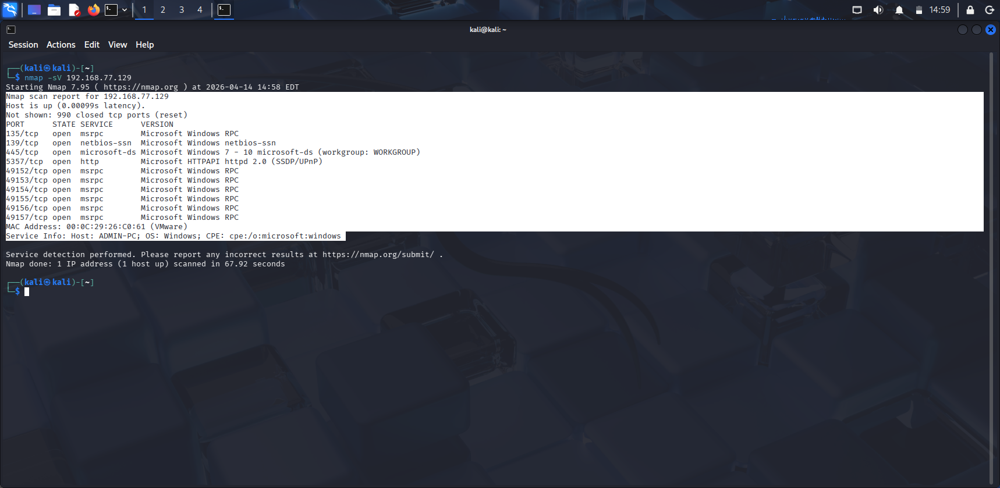 1 2 3 4 14:59
kali@kali: ~
Session Actions Edit View Help
┌──(kali㉿kali)-[~]
└─$ nmap -sV 192.168.77.129
Starting Nmap 7.95 ( https://nmap.org ) at 2026-04-14 14:58 EDT
Nmap scan report for 192.168.77.129
Host is up (0.00099s latency).
Not shown: 990 closed tcp ports (reset)
PORT      STATE SERVICE      VERSION
135/tcp   open  msrpc        Microsoft Windows RPC
139/tcp   open  netbios-ssn  Microsoft Windows netbios-ssn
445/tcp   open  microsoft-ds Microsoft Windows 7 - 10 microsoft-ds (workgroup: WORKGROUP)
5357/tcp  open  http         Microsoft HTTPAPI httpd 2.0 (SSDP/UPnP)
49152/tcp open  msrpc        Microsoft Windows RPC
49153/tcp open  msrpc        Microsoft Windows RPC
49154/tcp open  msrpc        Microsoft Windows RPC
49155/tcp open  msrpc        Microsoft Windows RPC
49156/tcp open  msrpc        Microsoft Windows RPC
49157/tcp open  msrpc        Microsoft Windows RPC
MAC Address: 00:0C:29:26:C0:61 (VMware)
Service Info: Host: ADMIN-PC; OS: Windows; CPE: cpe:/o:microsoft:windows
Service detection performed. Please report any incorrect results at https://nmap.org/submit/ .
Nmap done: 1 IP address (1 host up) scanned in 67.92 seconds
┌──(kali㉿kali)-[~]
└─$